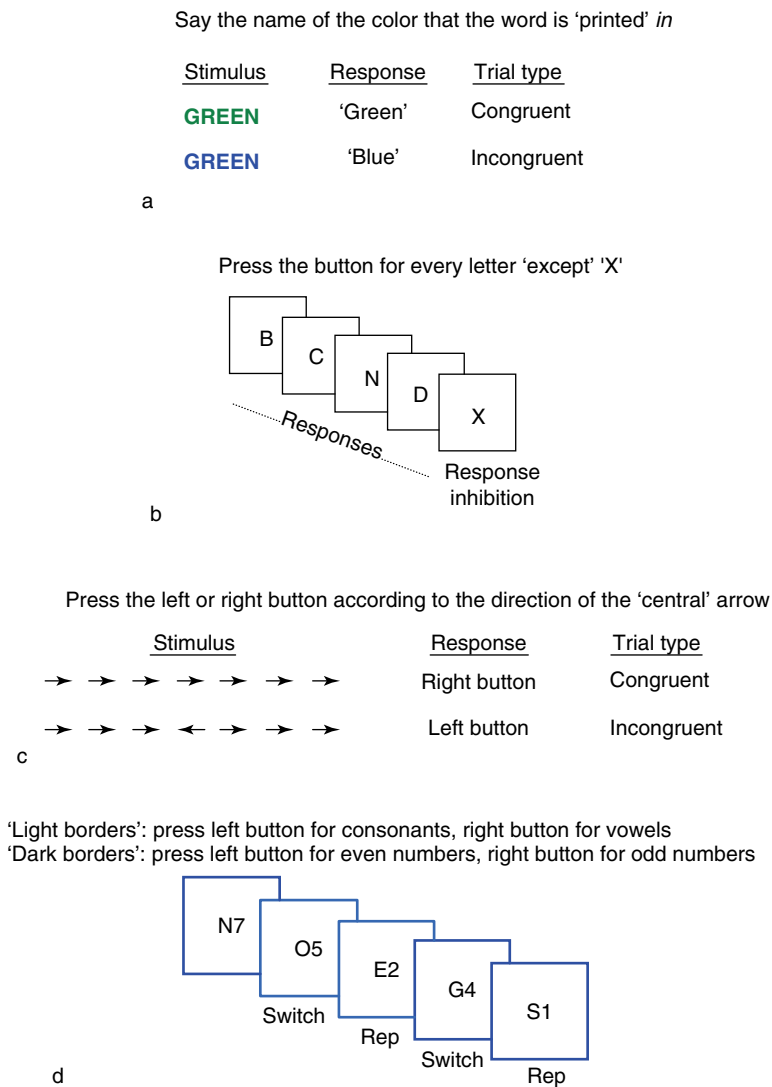 Say the name of the color that the word is ‘printed’ in
Stimulus Response Trial type
GREEN ‘Green’ Congruent
GREEN ‘Blue’ Incongruent
a
Press the button for every letter ‘except’ 'X'
B
C
N
D
X
Responses
Response
inhibition
b
Press the left or right button according to the direction of the ‘central’ arrow
Stimulus Response Trial type
Right button Congruent
Left button Incongruent
c
‘Light borders’: press left button for consonants, right button for vowels
‘Dark borders’: press left button for even numbers, right button for odd numbers
N7
O5
E2
G4
S1
Switch
Rep
Switch
Rep
d